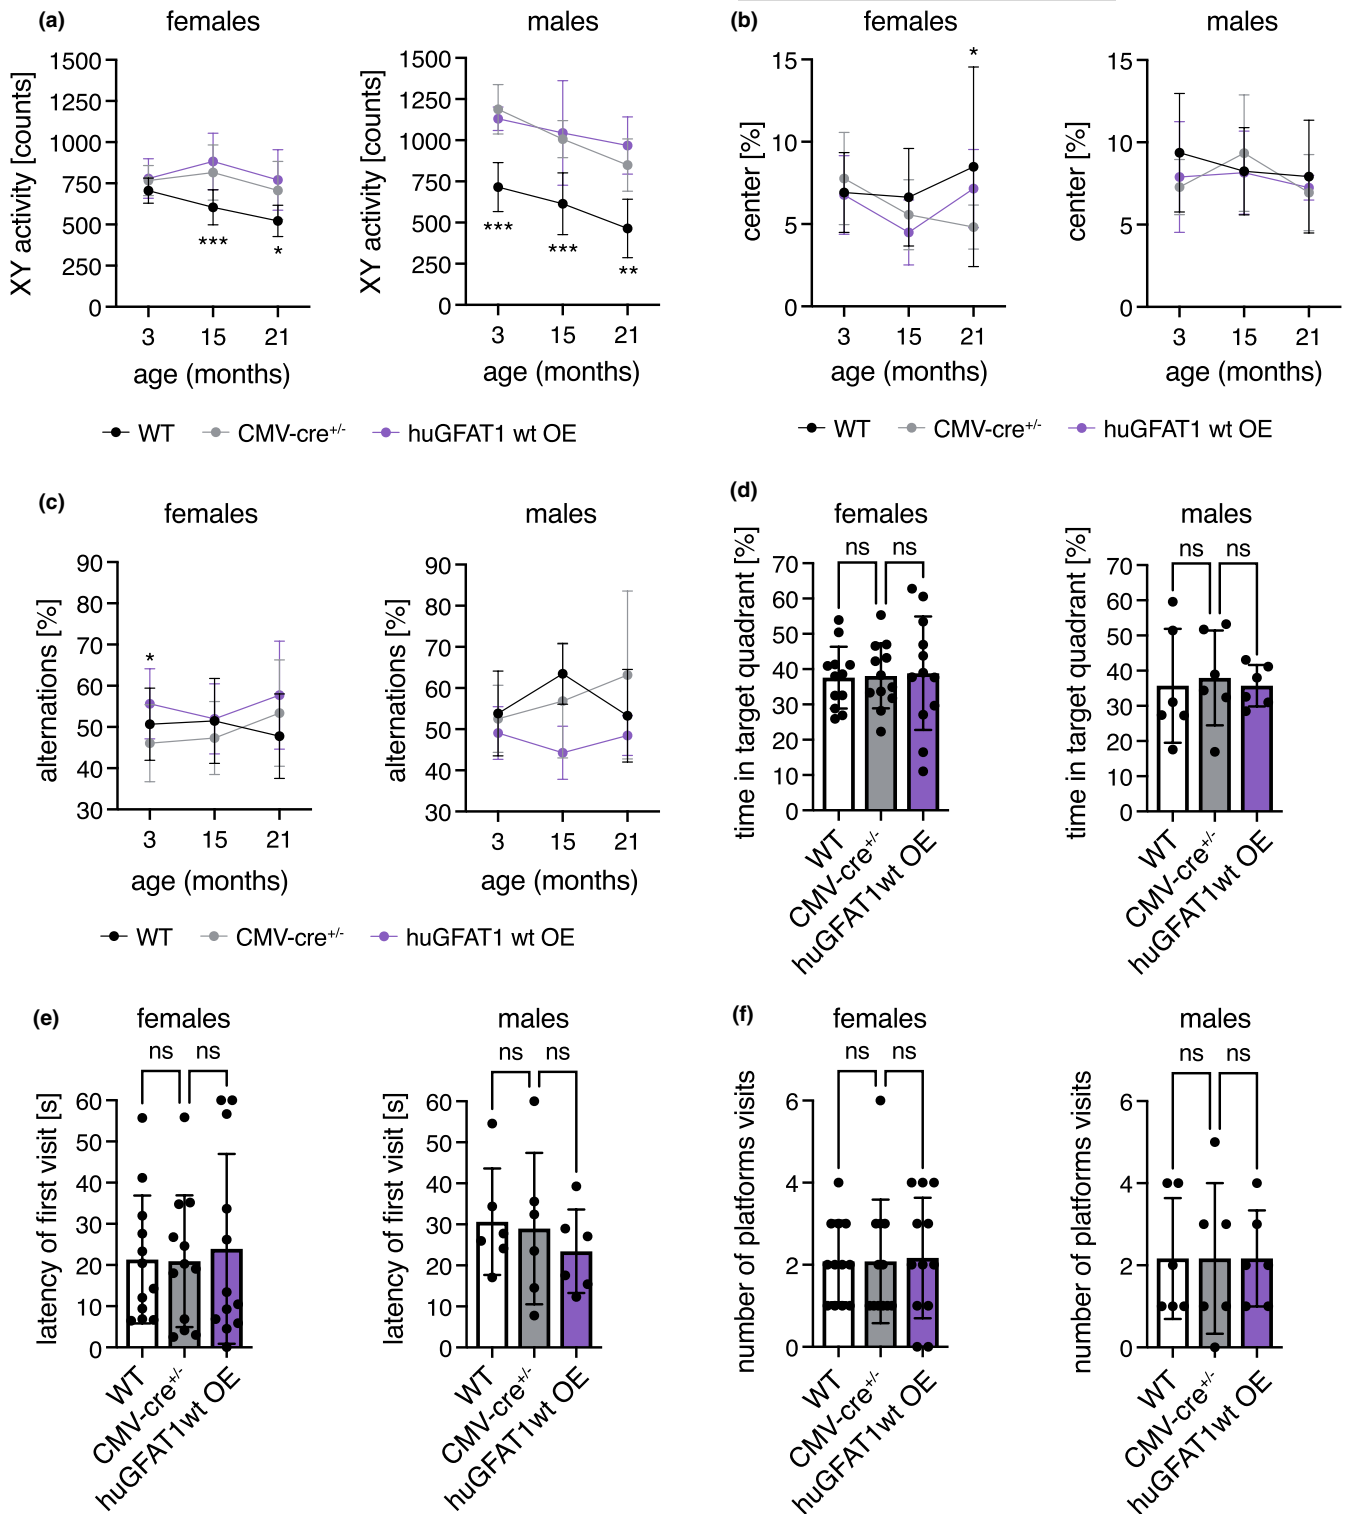 (a)
females
males
XY activity [counts]
1500
1250
1000
750
500
250
0
***
*
3 15 21
age (months)
XY activity [counts]
1500
1250
1000
750
500
250
0
***
***
**
3 15 21
age (months)
WT CMV-cre+/- huGFAT1 wt OE
(b)
females
males
center [%]
15
10
5
0
*
3 15 21
age (months)
center [%]
15
10
5
0
3 15 21
age (months)
WT CMV-cre+/- huGFAT1 wt OE
(c)
females
males
alternations [%]
90
80
70
60
50
40
30
*
3 15 21
age (months)
alternations [%]
90
80
70
60
50
40
30
3 15 21
age (months)
WT CMV-cre+/- huGFAT1 wt OE
(d)
females
males
time in target quadrant [%]
70
60
50
40
30
20
10
0
ns ns
WT
CMV-cre+/-
huGFAT1wt OE
time in target quadrant [%]
70
60
50
40
30
20
10
0
ns ns
WT
CMV-cre+/-
huGFAT1wt OE
(e)
females
males
latency of first visit [s]
60
50
40
30
20
10
0
ns ns
WT
CMV-cre+/-
huGFAT1wt OE
latency of first visit [s]
60
50
40
30
20
10
0
ns ns
WT
CMV-cre+/-
huGFAT1wt OE
(f)
females
males
number of platforms visits
6
4
2
0
ns ns
WT
CMV-cre+/-
huGFAT1wt OE
number of platforms visits
6
4
2
0
ns ns
WT
CMV-cre+/-
huGFAT1wt OE